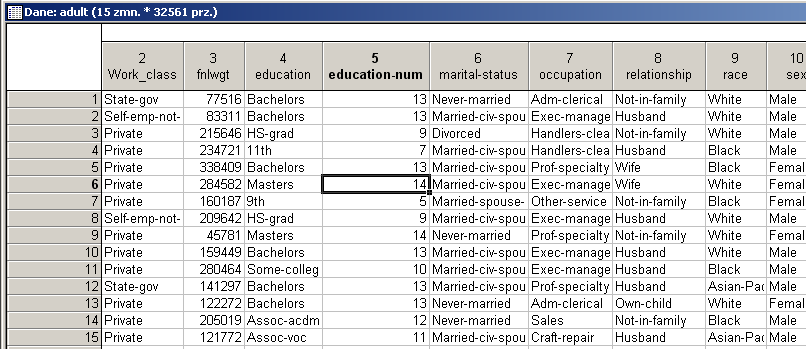 Dane: adult (15 zmn. * 32561 prz.)
2 3 4 5 6 7 8 9 10
Work_class fnlwgt education education-num marital-status occupation relationship race sex
1 State-gov 77516 Bachelors 13 Never-married Adm-clerical Not-in-family White Male
2 Self-emp-not- 83311 Bachelors 13 Married-civ-spou Exec-manage Husband White Male
3 Private 215646 HS-grad 9 Divorced Handlers-clea Not-in-family White Male
4 Private 234721 11th 7 Married-civ-spou Handlers-clea Husband Black Male
5 Private 338409 Bachelors 13 Married-civ-spou Prof-specialty Wife Black Femal
6 Private 284582 Masters 14 Married-civ-spou Exec-manage Wife White Femal
7 Private 160187 9th 5 Married-spouse- Other-service Not-in-family Black Femal
8 Self-emp-not- 209642 HS-grad 9 Married-civ-spou Exec-manage Husband White Male
9 Private 45781 Masters 14 Never-married Prof-specialty Not-in-family White Femal
10 Private 159449 Bachelors 13 Married-civ-spou Exec-manage Husband White Male
11 Private 280464 Some-colleg 10 Married-civ-spou Exec-manage Husband Black Male
12 State-gov 141297 Bachelors 13 Married-civ-spou Prof-specialty Husband Asian-Pac Male
13 Private 122272 Bachelors 13 Never-married Adm-clerical Own-child White Femal
14 Private 205019 Assoc-acdm 12 Never-married Sales Not-in-family Black Male
15 Private 121772 Assoc-voc 11 Married-civ-spou Craft-repair Husband Asian-Pac Male